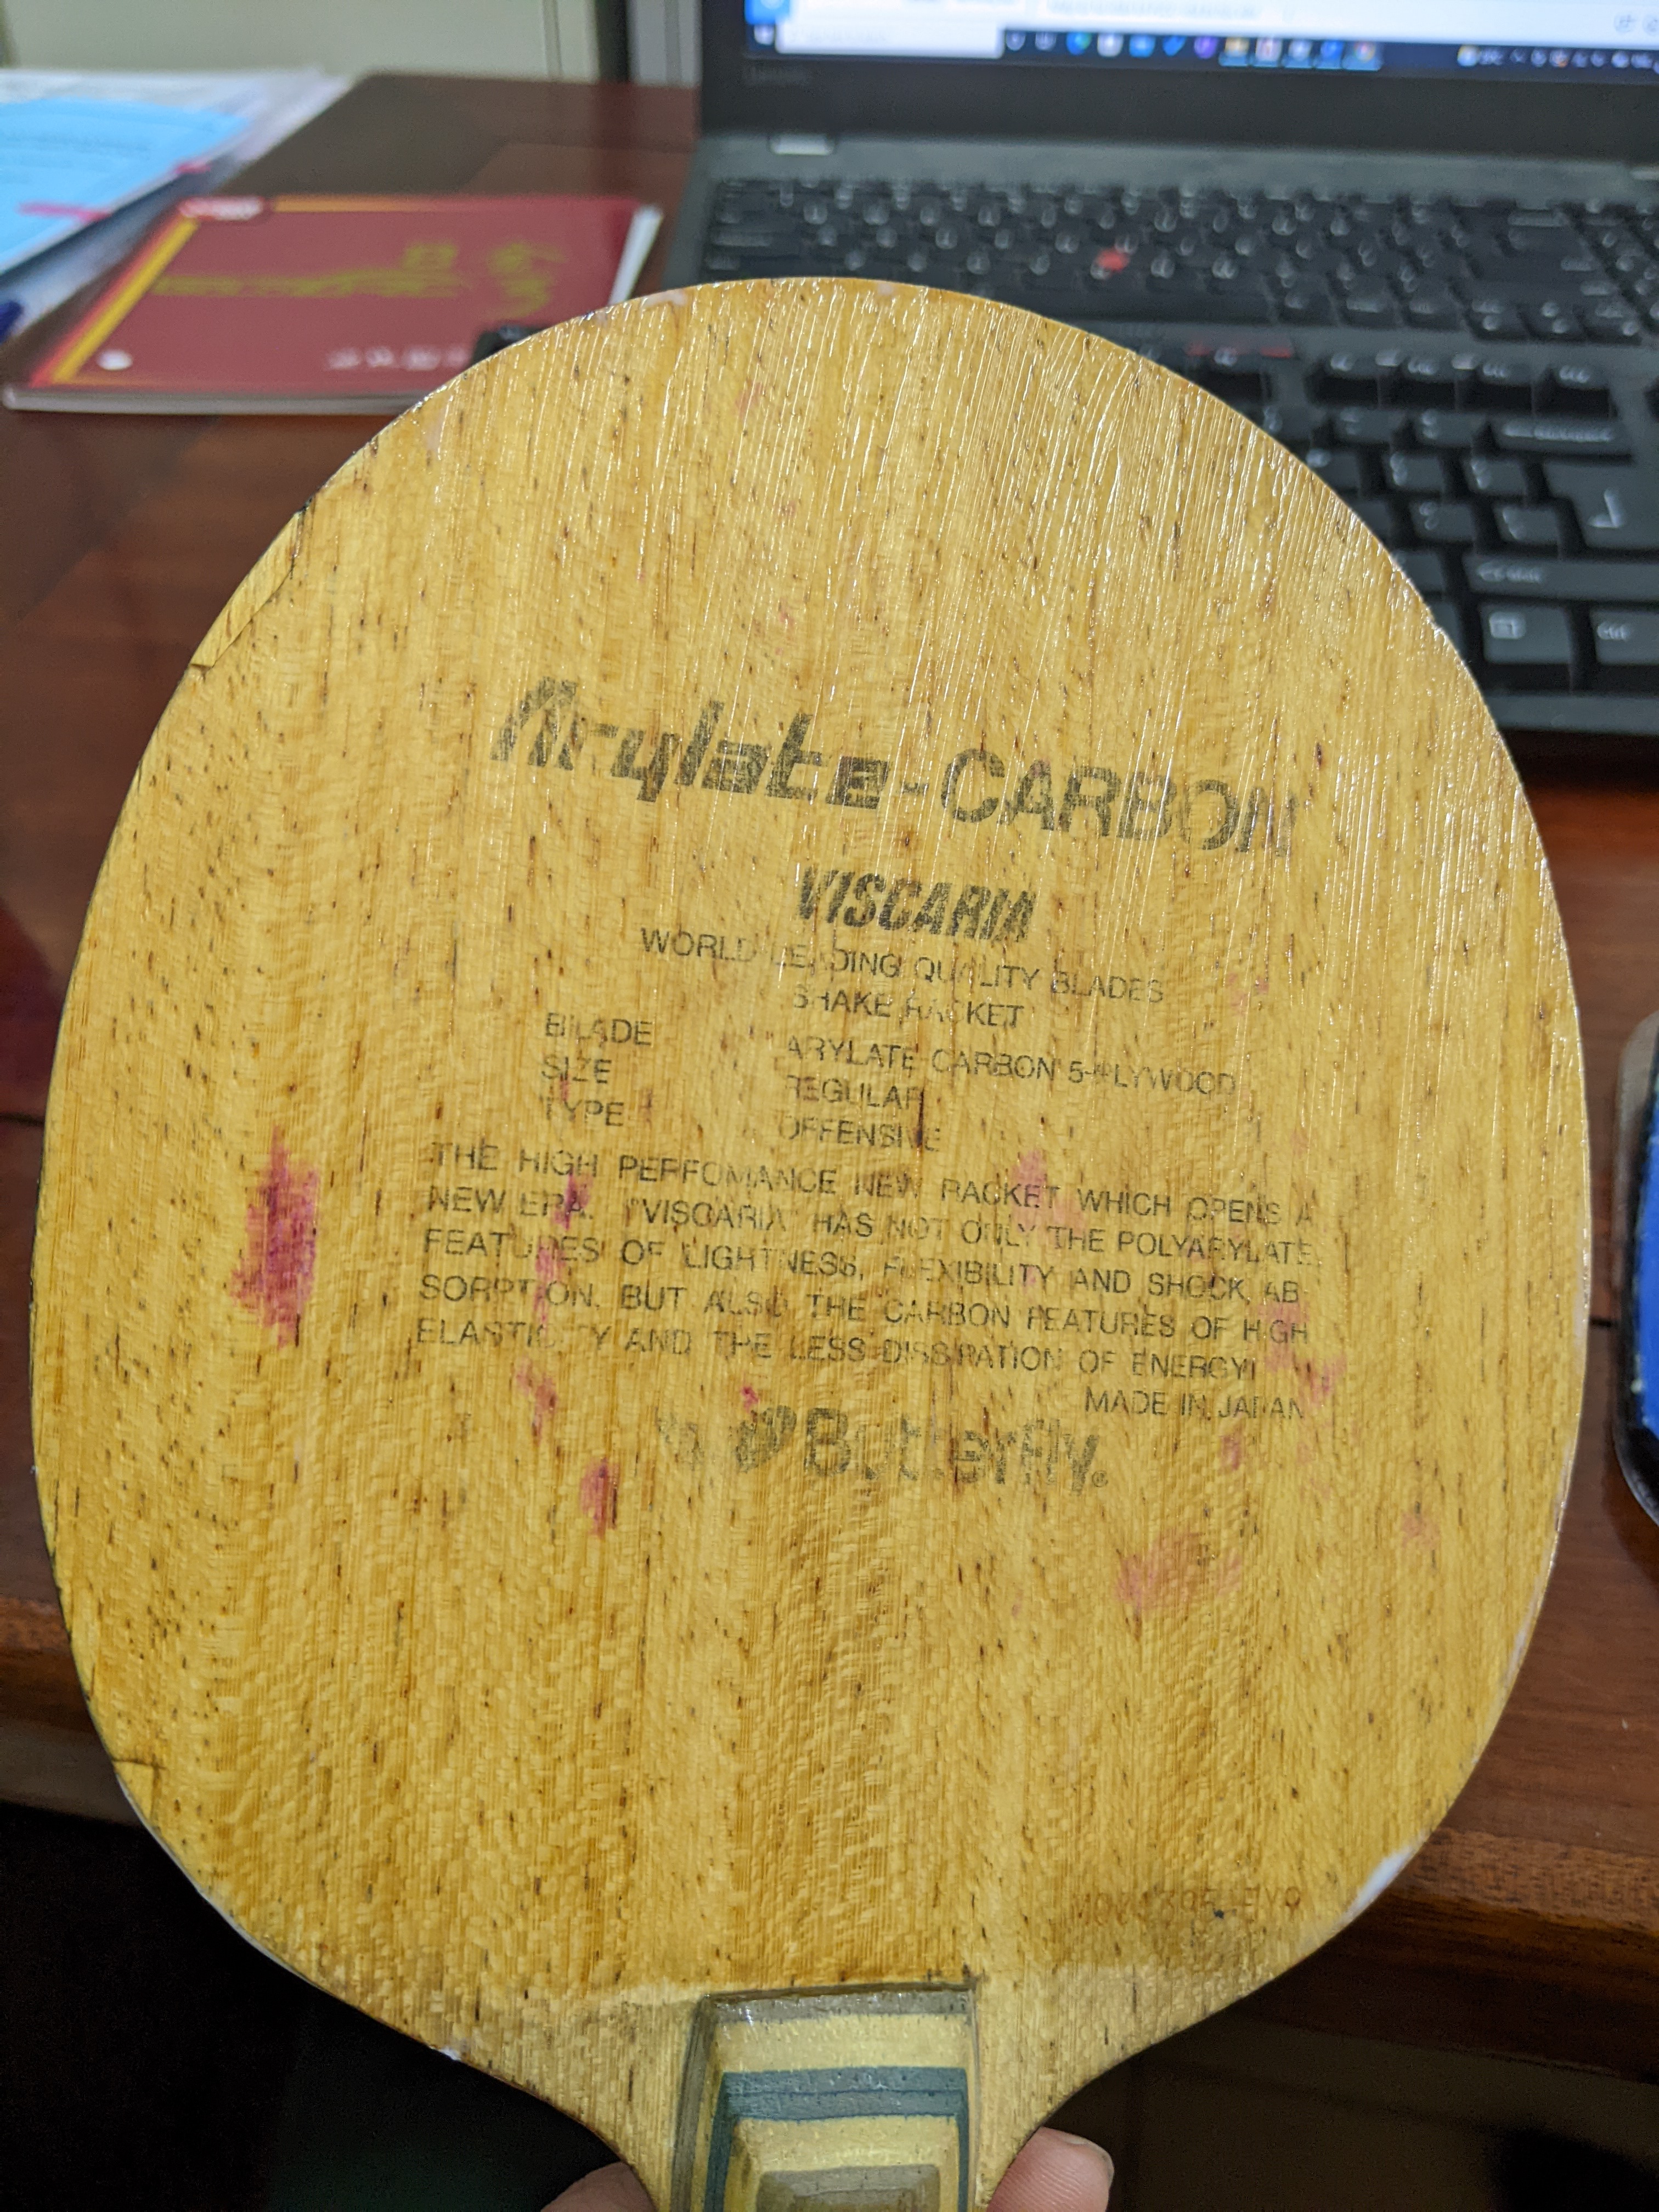 Arylate-CARBON
VISCARIA
WORLD LEADING QUALITY BLADES
SHAKE RACKET
BLADE ARYLATE CARBON 5-PLYWOOD
SIZE REGULAR
TYPE OFFENSIVE
THE HIGH PERFOMANCE NEW RACKET WHICH OPENS A
NEW ERA. "VISCARIA" HAS NOT ONLY THE POLYARYLATE
FEATURES OF LIGHTNESS, FLEXIBILITY AND SHOCK AB-
SORPTION, BUT ALSO THE CARBON FEATURES OF HIGH
ELASTICITY AND THE LESS DISSIPATION OF ENERGY!
MADE IN JAPAN
Butterfly®